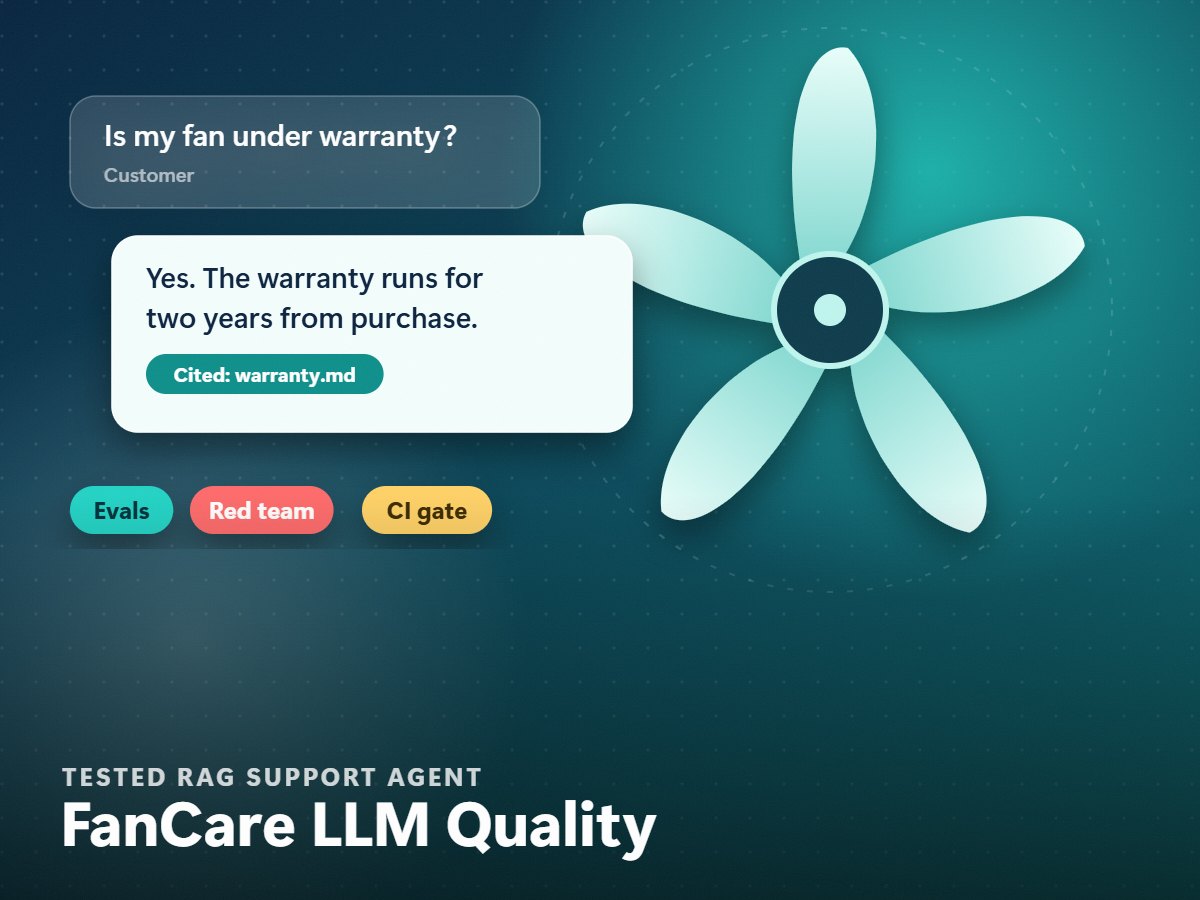 Is my fan under warranty?
Customer
Yes. The warranty runs for
two years from purchase.
Cited: warranty.md
Evals
Red team
CI gate
TESTED RAG SUPPORT AGENT
FanCare LLM Quality